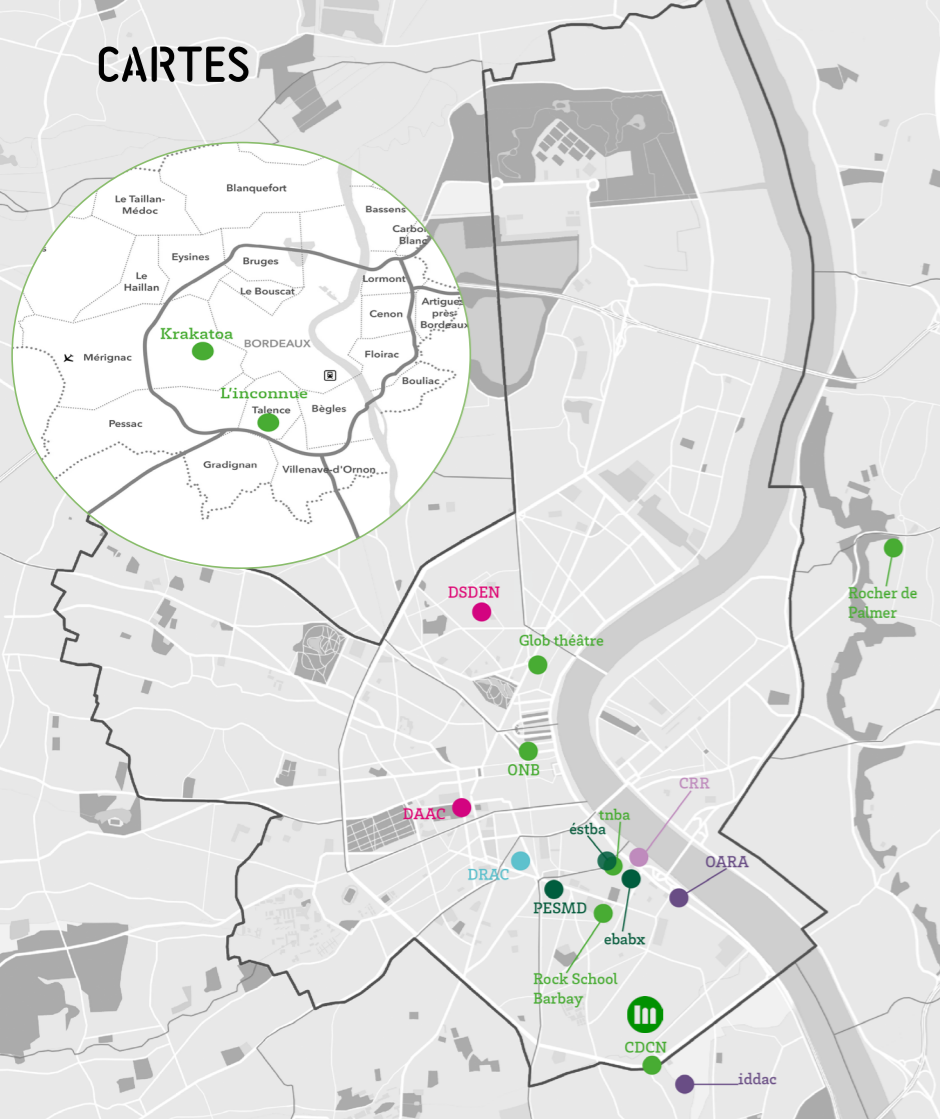 CARTES
Le Taillan-
Médoc
Blanquefort
Bassens
Carbon
Blanc
Eysines
Bruges
Le
Haillan
Le Bouscat
Lormont
Cenon
Artigues
près
Bordeaux
Krakatoa
BORDEAUX
Mérignac
Floirac
Bouliac
L'inconnue
Talence
Bègles
Pessac
Gradignan
Villenave-d'Ornon
DSDEN
Rocher de
Palmer
Glob théâtre
ONB
CRR
DAAC
tnba
éstba
OARA
DRAC
PESMD
ebabx
Rock School
Barbay
m
CDCN
iddac